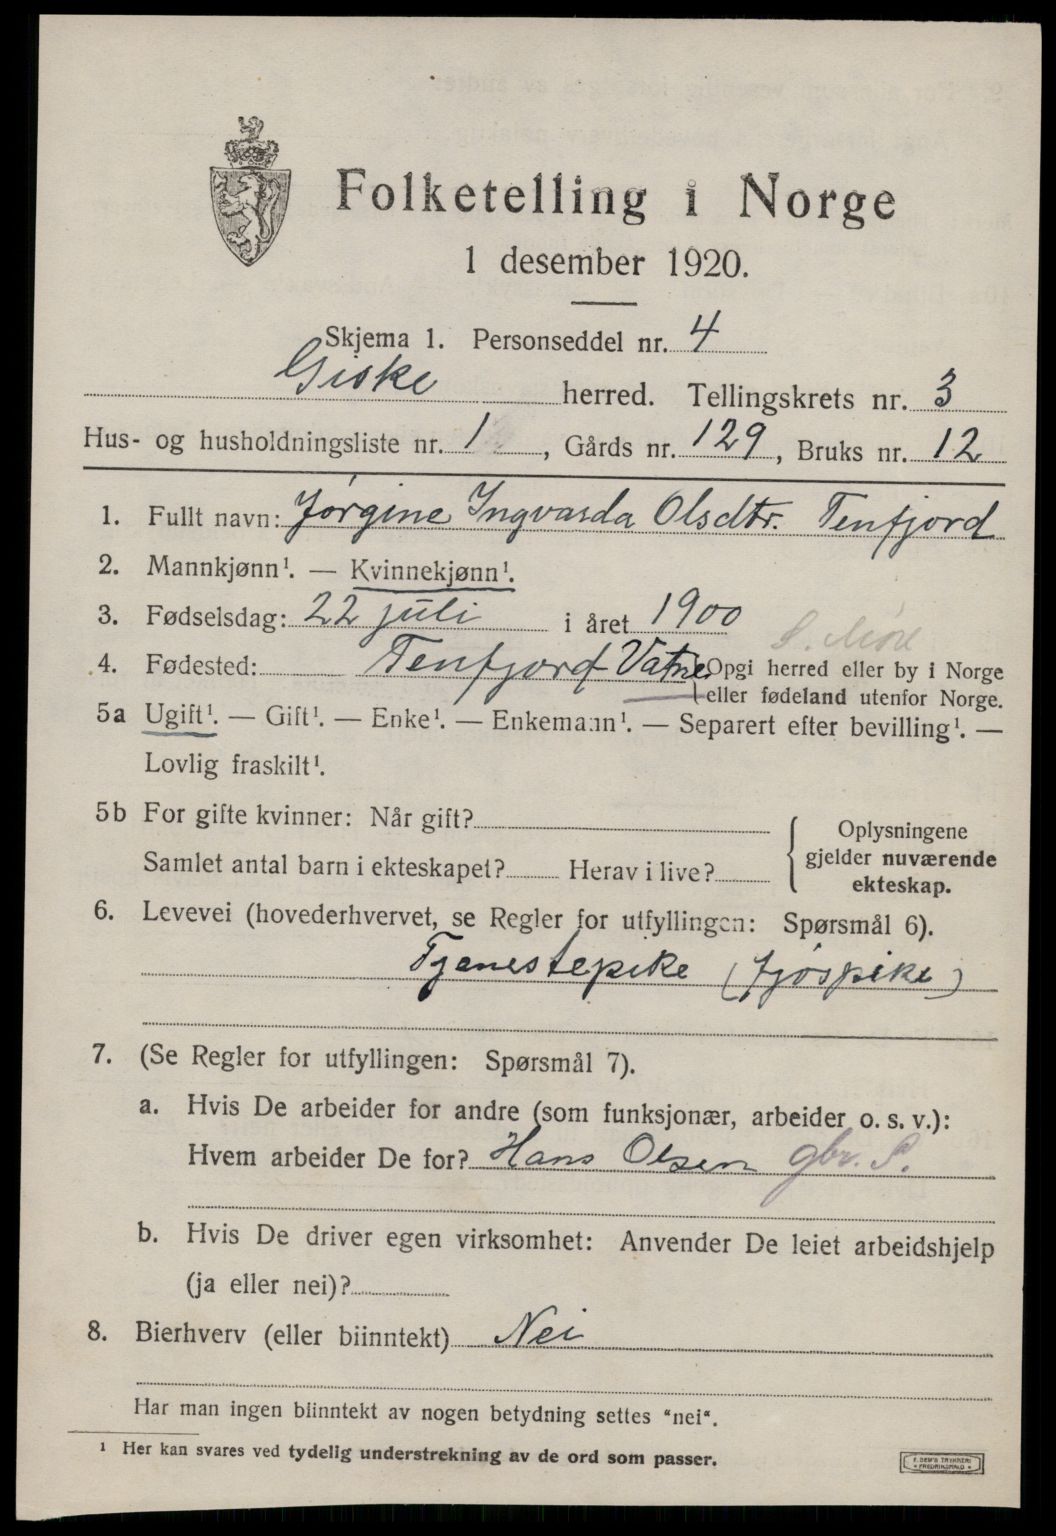 Folketelling i Norge
1 desember 1920.
Skjema 1. Personseddel nr. 4
Giske herred. Tellingskrets nr. 3
Hus- og husholdningsliste nr. 1, Gårds nr. 129, Bruks nr. 12
1. Fullt navn: Jørgine Ingvarda Olsdtr. Tenfjord
2. Mannkjønn¹. — Kvinnekjønn¹.
3. Fødselsdag: 22 juli i året 1900
S. Møre
4. Fødested: Tenfjord Vatne (Opgi herred eller by i Norge
eller fødeland utenfor Norge.
5a Ugift¹. — Gift¹. — Enke¹. — Enkemann¹. — Separert efter bevilling¹. —
Lovlig fraskilt¹.
5b For gifte kvinner: Når gift?
Samlet antal barn i ekteskapet? Herav i live?
Oplysningene
gjelder nuværende
ekteskap.
6. Levevei (hovederhvervet, se Regler for utfyllingen: Spørsmål 6).
Tjenestepike (fjøspike)
7. (Se Regler for utfyllingen: Spørsmål 7).
a. Hvis De arbeider for andre (som funksjonær, arbeider o. s. v.):
Hvem arbeider De for? Hans Olsen gbr. S.
b. Hvis De driver egen virksomhet: Anvender De leiet arbeidshjelp
(ja eller nei)?
8. Bierhverv (eller biinntekt) Nei
Har man ingen biinntekt av nogen betydning settes "nei".
¹ Her kan svares ved tydelig understrekning av de ord som passer.